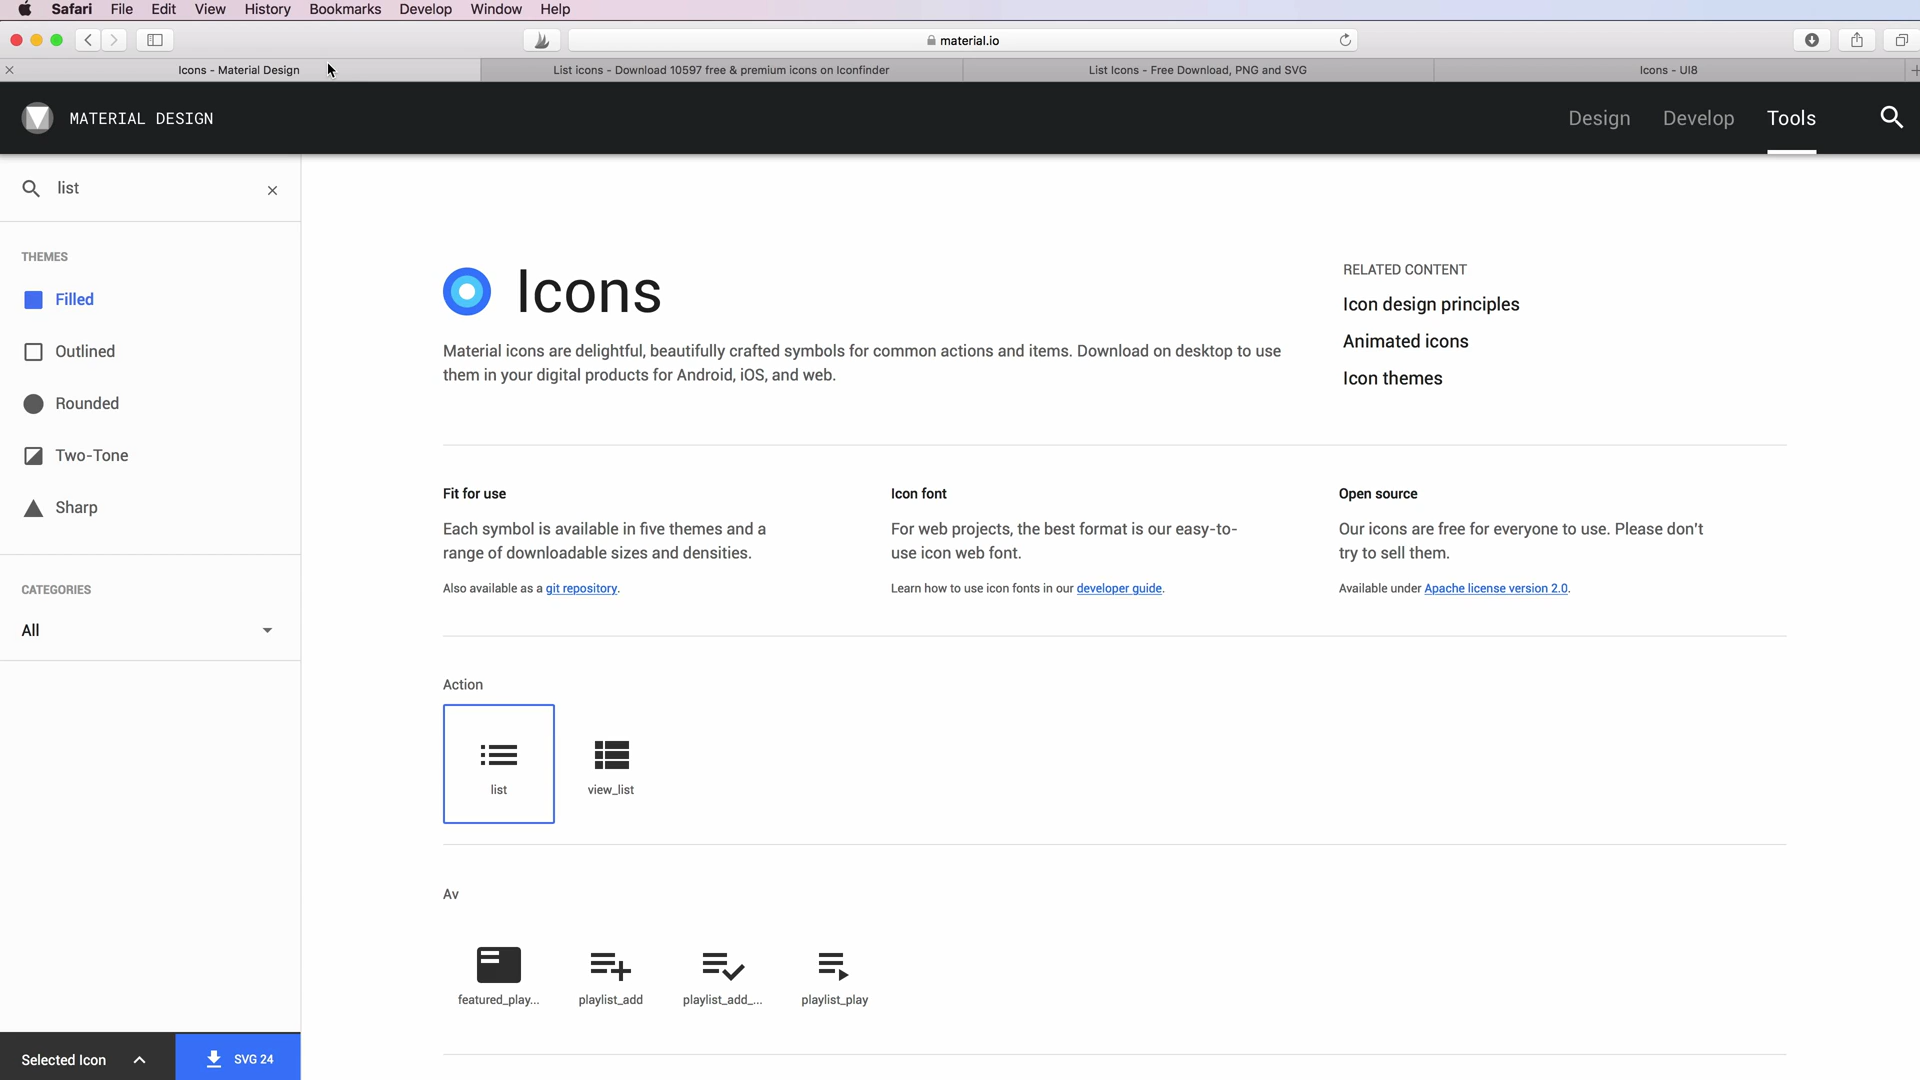 Safari File Edit View History Bookmarks Develop Window Help
material.io
Icons - Material Design
List icons - Download 10597 free & premium icons on Iconfinder
List Icons - Free Download, PNG and SVG
Icons - UI8
MATERIAL DESIGN
Design Develop Tools
list
THEMES
Filled
Outlined
Rounded
Two-Tone
Sharp
CATEGORIES
All
Selected Icon
SVG 24
Icons
Material icons are delightful, beautifully crafted symbols for common actions and items. Download on desktop to use
them in your digital products for Android, iOS, and web.
RELATED CONTENT
Icon design principles
Animated icons
Icon themes
Fit for use
Each symbol is available in five themes and a
range of downloadable sizes and densities.
Also available as a git repository.
Icon font
For web projects, the best format is our easy-to-
use icon web font.
Learn how to use icon fonts in our developer guide.
Open source
Our icons are free for everyone to use. Please don't
try to sell them.
Available under Apache license version 2.0.
Action
list
view_list
Av
featured_play...
playlist_add
playlist_add_...
playlist_play